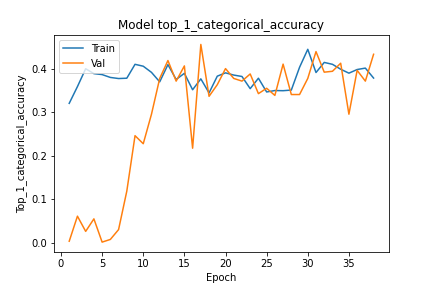 Model top_1_categorical_accuracy
Train
Val
Top_1_categorical_accuracy
0.4
0.3
0.2
0.1
0.0
0 5 10 15 20 25 30 35
Epoch